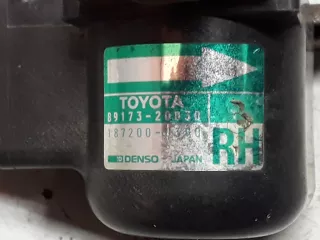 TOYOTA
89173-20030
RH
DENSO JAPAN